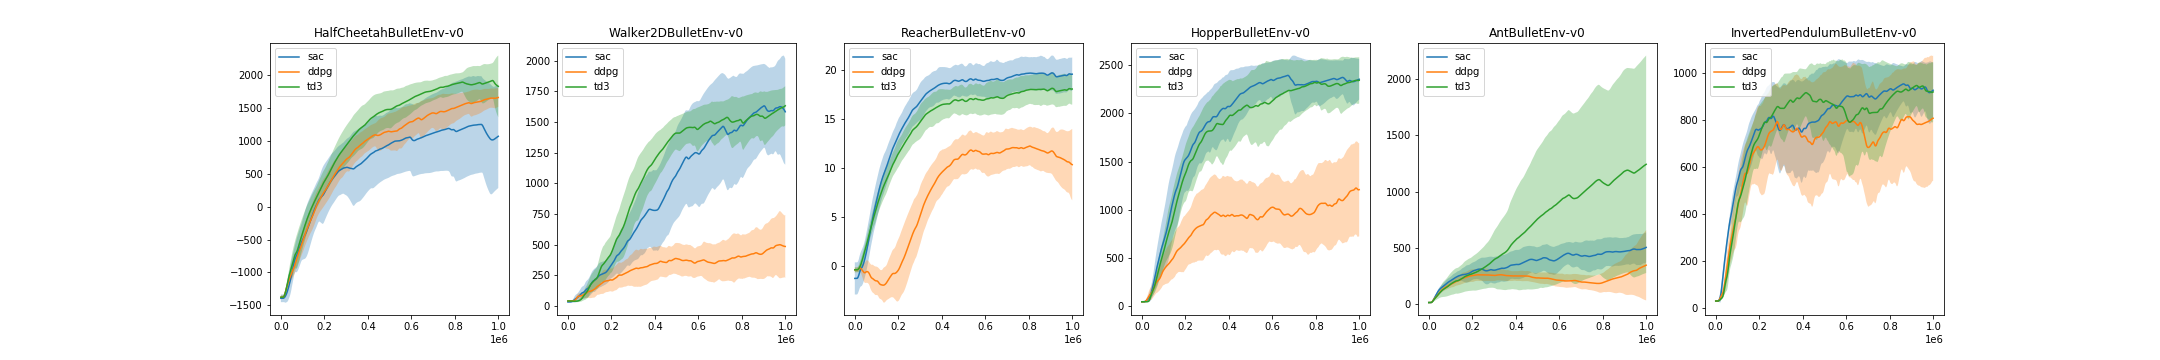 HalfCheetahBulletEnv-v0
sac
ddpg
td3
2000
1500
1000
500
0
−500
−1000
−1500
0.0 0.2 0.4 0.6 0.8 1.0
1e6
Walker2DBulletEnv-v0
sac
ddpg
td3
2000
1750
1500
1250
1000
750
500
250
0
0.0 0.2 0.4 0.6 0.8 1.0
1e6
ReacherBulletEnv-v0
sac
ddpg
td3
20
15
10
5
0
0.0 0.2 0.4 0.6 0.8 1.0
1e6
HopperBulletEnv-v0
sac
ddpg
td3
2500
2000
1500
1000
500
0
0.0 0.2 0.4 0.6 0.8 1.0
1e6
AntBulletEnv-v0
sac
ddpg
td3
2000
1500
1000
500
0
0.0 0.2 0.4 0.6 0.8 1.0
1e6
InvertedPendulumBulletEnv-v0
sac
ddpg
td3
1000
800
600
400
200
0
0.0 0.2 0.4 0.6 0.8 1.0
1e6